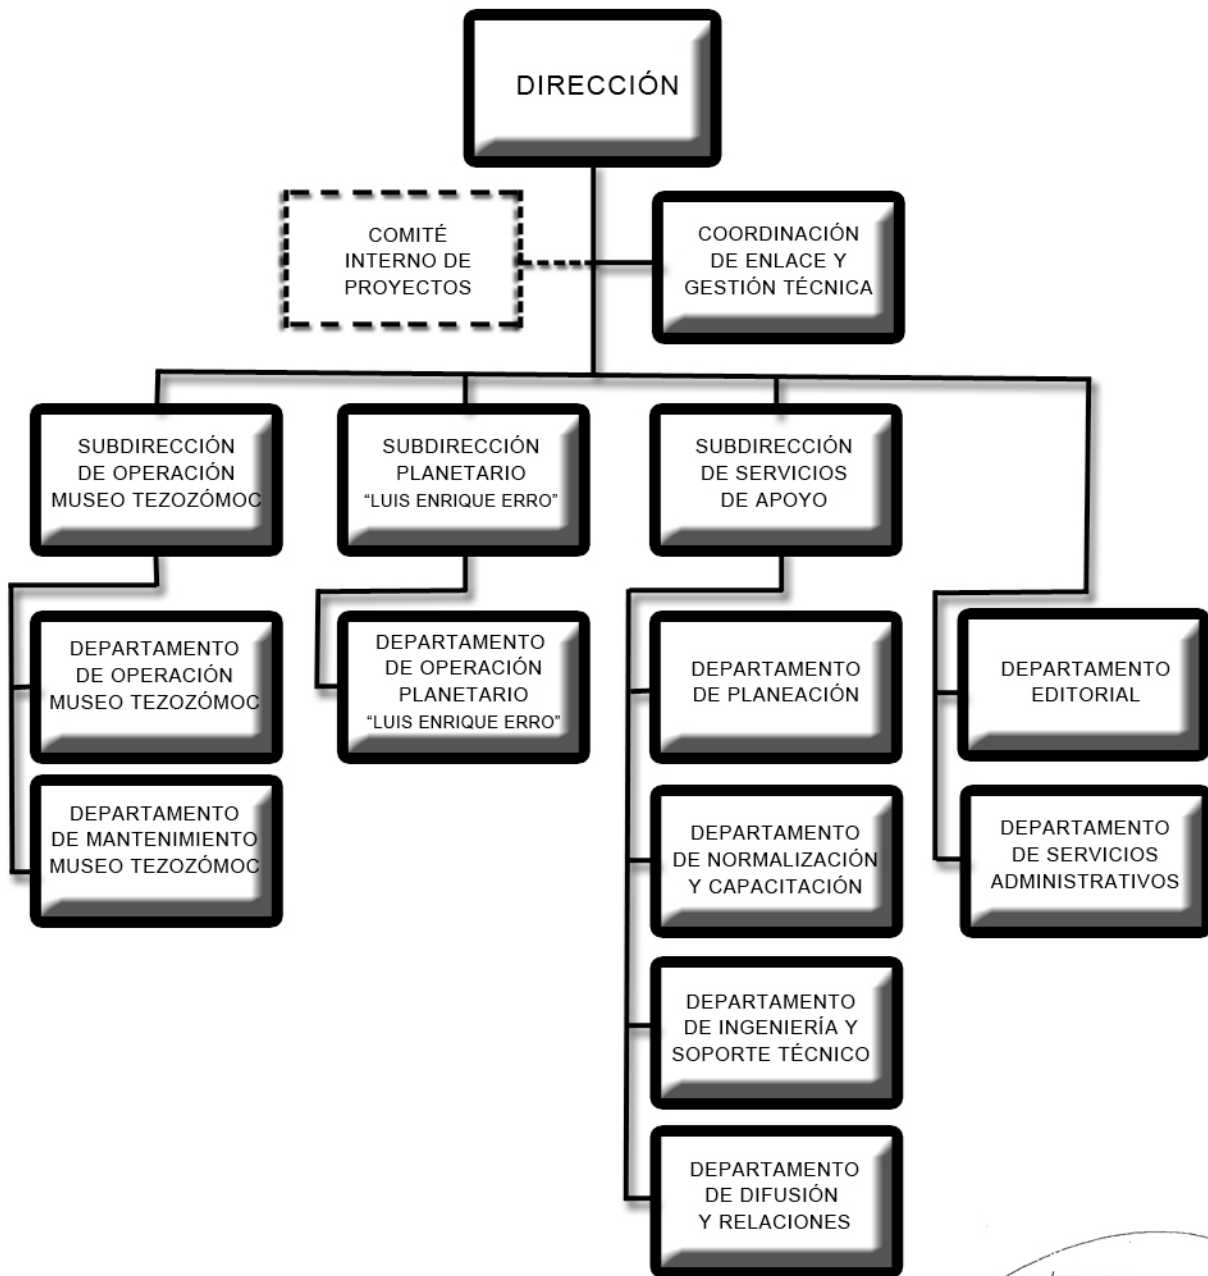 DIRECCIÓN
COMITÉ
INTERNO DE
PROYECTOS
COORDINACIÓN
DE ENLACE Y
GESTIÓN TÉCNICA
SUBDIRECCIÓN
DE OPERACIÓN
MUSEO TEZOZÓMOC
SUBDIRECCIÓN
PLANETARIO
“LUIS ENRIQUE ERRO”
SUBDIRECCIÓN
DE SERVICIOS
DE APOYO
DEPARTAMENTO
DE OPERACIÓN
MUSEO TEZOZÓMOC
DEPARTAMENTO
DE OPERACIÓN
PLANETARIO
“LUIS ENRIQUE ERRO”
DEPARTAMENTO
DE PLANEACIÓN
DEPARTAMENTO
EDITORIAL
DEPARTAMENTO
DE MANTENIMIENTO
MUSEO TEZOZÓMOC
DEPARTAMENTO
DE NORMALIZACIÓN
Y CAPACITACIÓN
DEPARTAMENTO
DE SERVICIOS
ADMINISTRATIVOS
DEPARTAMENTO
DE INGENIERÍA Y
SOPORTE TÉCNICO
DEPARTAMENTO
DE DIFUSIÓN
Y RELACIONES